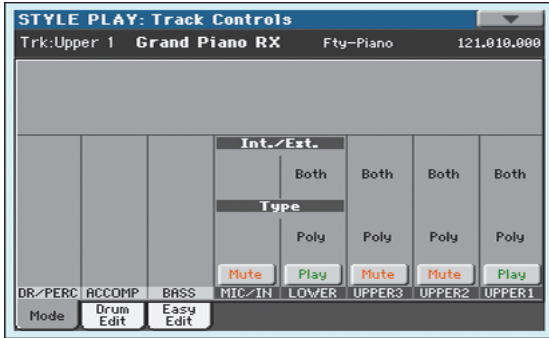 STYLE PLAY: Track Controls
Trk:Upper 1 Grand Piano RX Fty-Piano 121.010.000
Int./Ext.
Both Both Both Both
Type
Poly Poly Poly Poly
Mute Play Mute Mute Play
DR/PERC ACCOMP BASS MIC/IN LOWER UPPER3 UPPER2 UPPER1
Mode Drum Edit Easy Edit